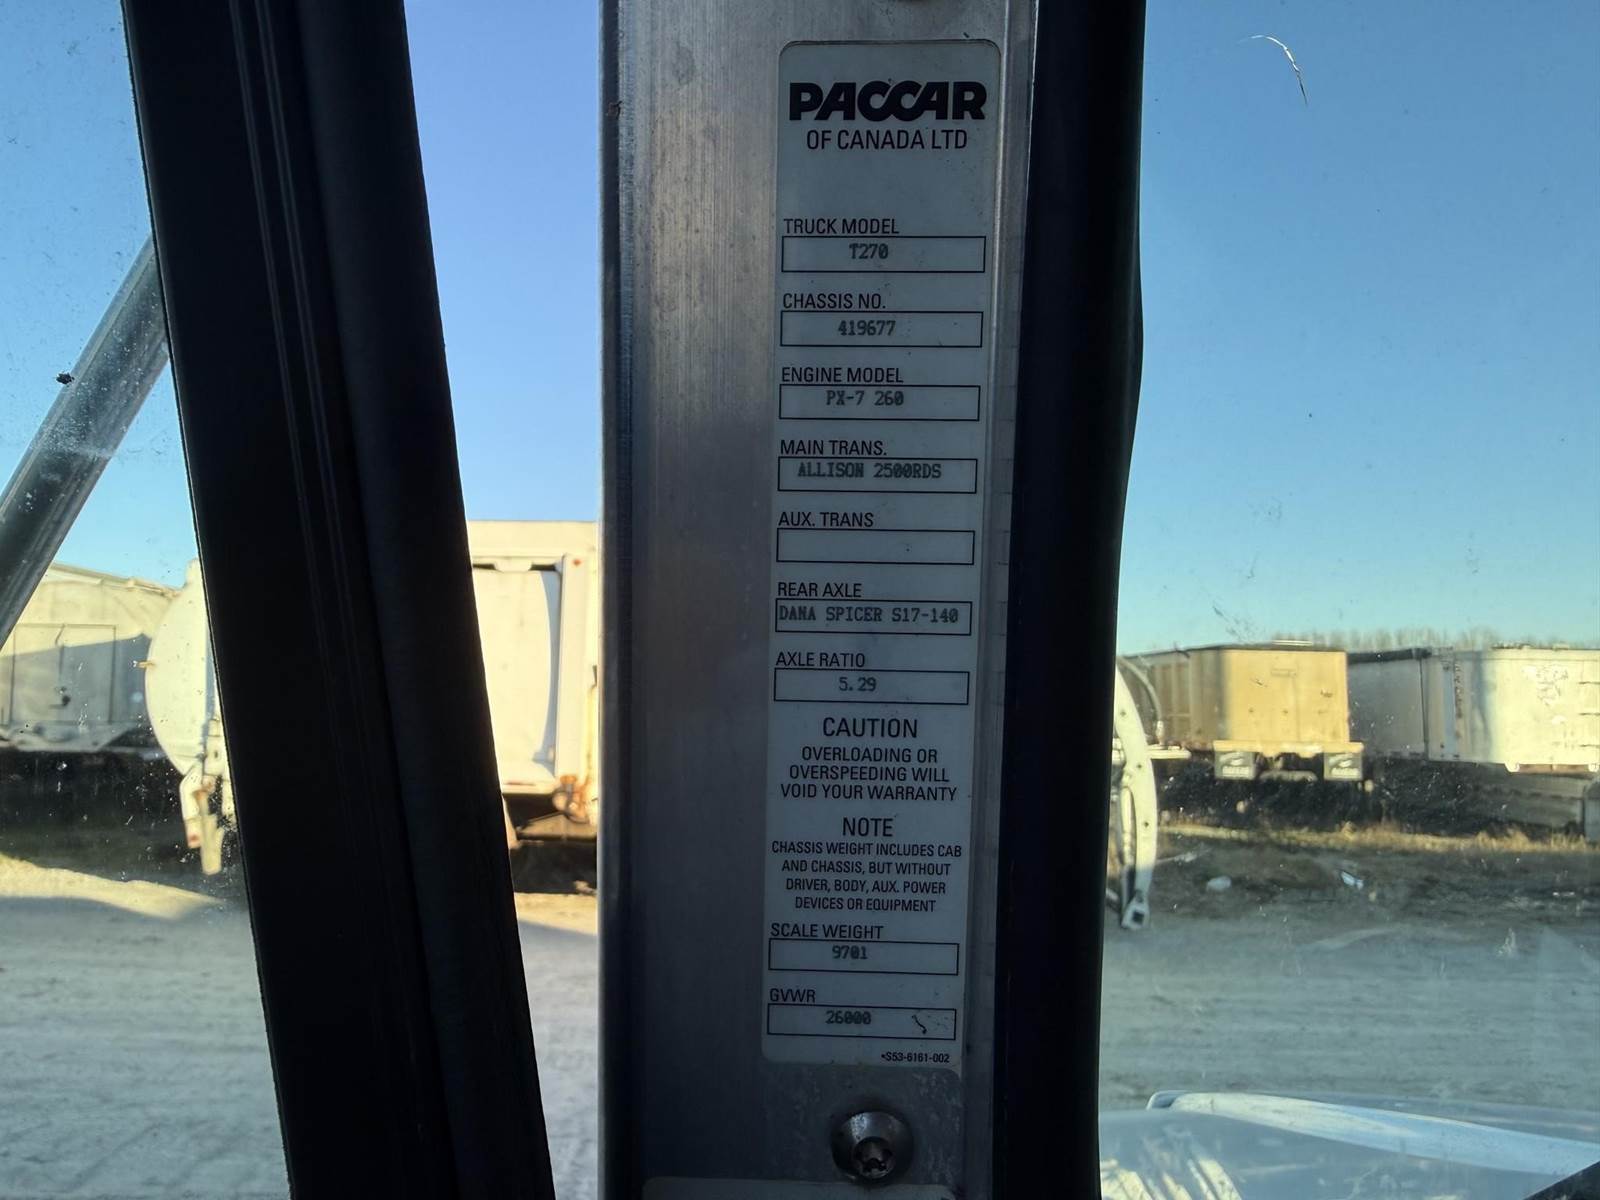 PACCAR
OF CANADA LTD
TRUCK MODEL
T270
CHASSIS NO.
419677
ENGINE MODEL
PX-7 260
MAIN TRANS.
ALLISON 2500RDS
AUX. TRANS
REAR AXLE
DANA SPICER S17-140
AXLE RATIO
5.29
CAUTION
OVERLOADING OR
OVERSPEEDING WILL
VOID YOUR WARRANTY
NOTE
CHASSIS WEIGHT INCLUDES CAB
AND CHASSIS, BUT WITHOUT
DRIVER, BODY, AUX. POWER
DEVICES OR EQUIPMENT
SCALE WEIGHT
9701
GVWR
26000
•S53-6161-002